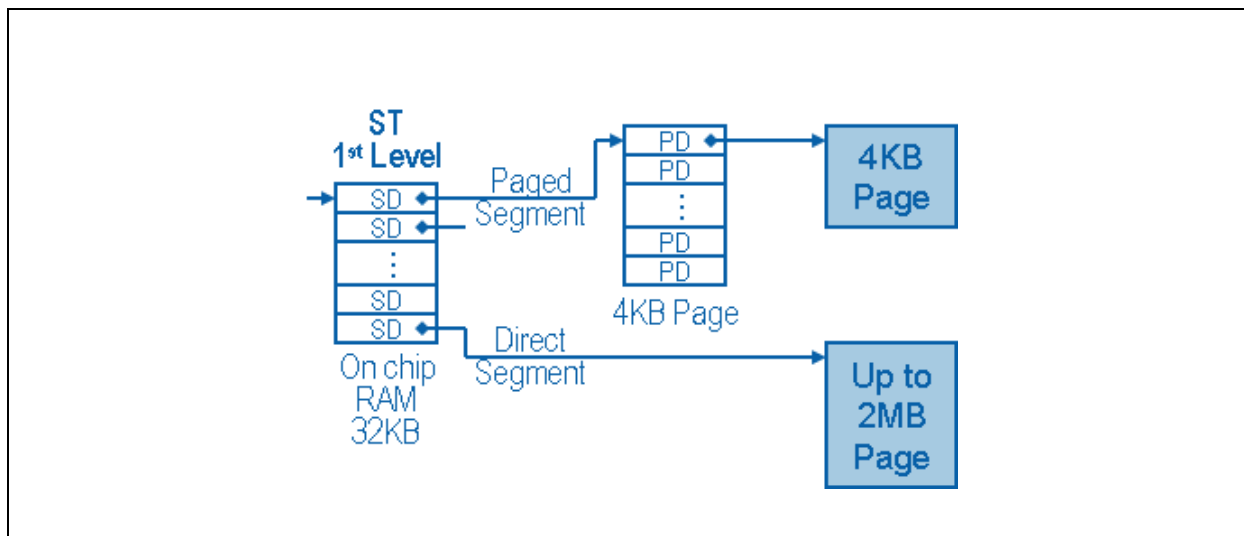 ST
1st Level
SD
SD
⋮
SD
SD
On chip
RAM
32KB
Paged
Segment
PD
PD
⋮
PD
PD
4KB Page
4KB
Page
Direct
Segment
Up to
2MB
Page